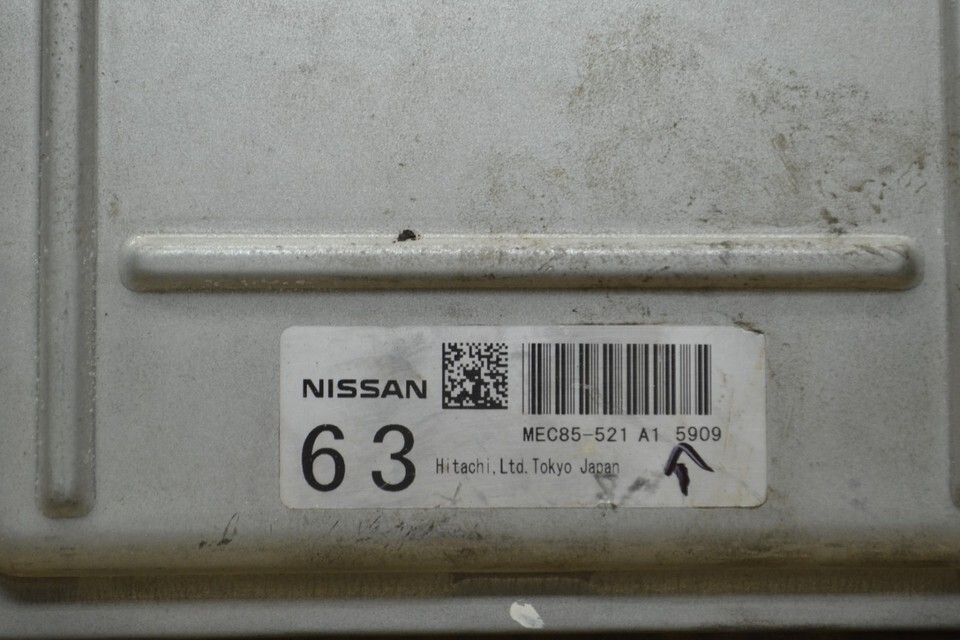 NISSAN
MEC85-521 A1 5909
63
Hitachi,Ltd.Tokyo Japan